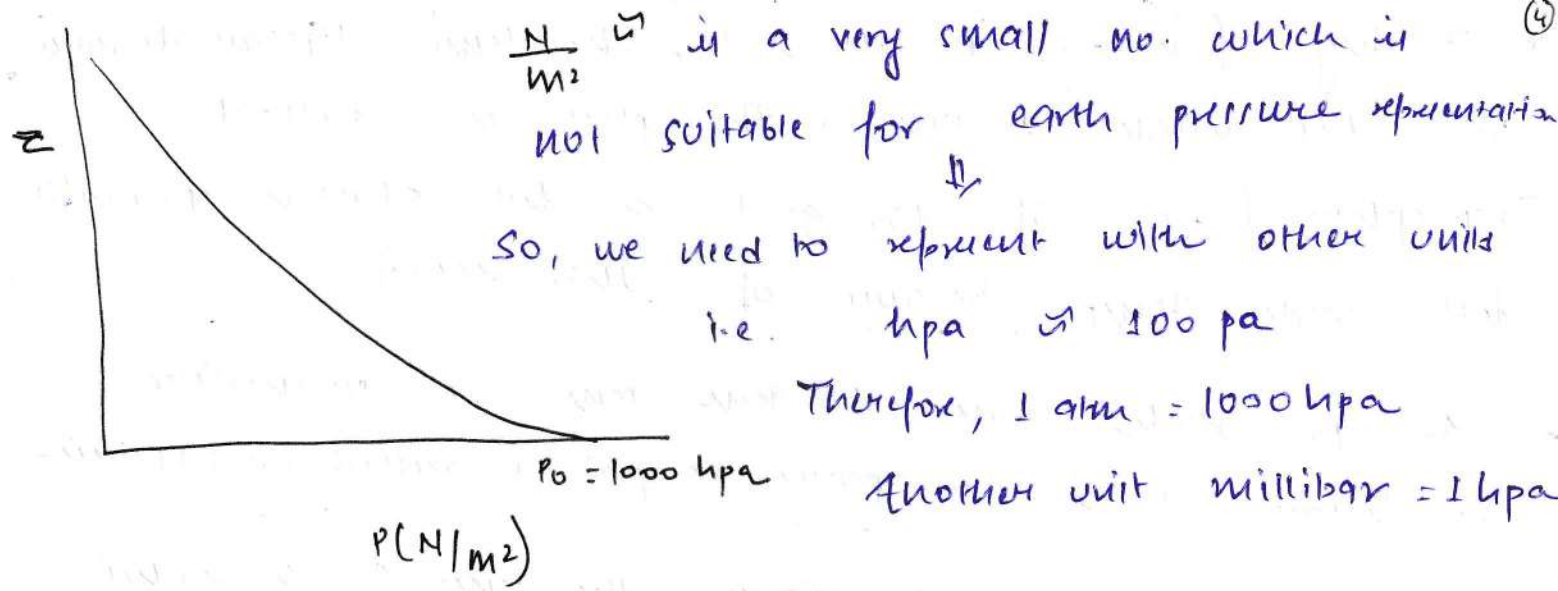 ④
N/m² ⇝ is a very small no. which is
not suitable for earth pressure representation
⇓
So, we need to represent with other units
i.e. hpa ⇝ 100 pa
Therefore, 1 atm = 1000 hpa
Another unit millibar = 1 hpa
Z
P₀ = 1000 hpa
P(N/m²)